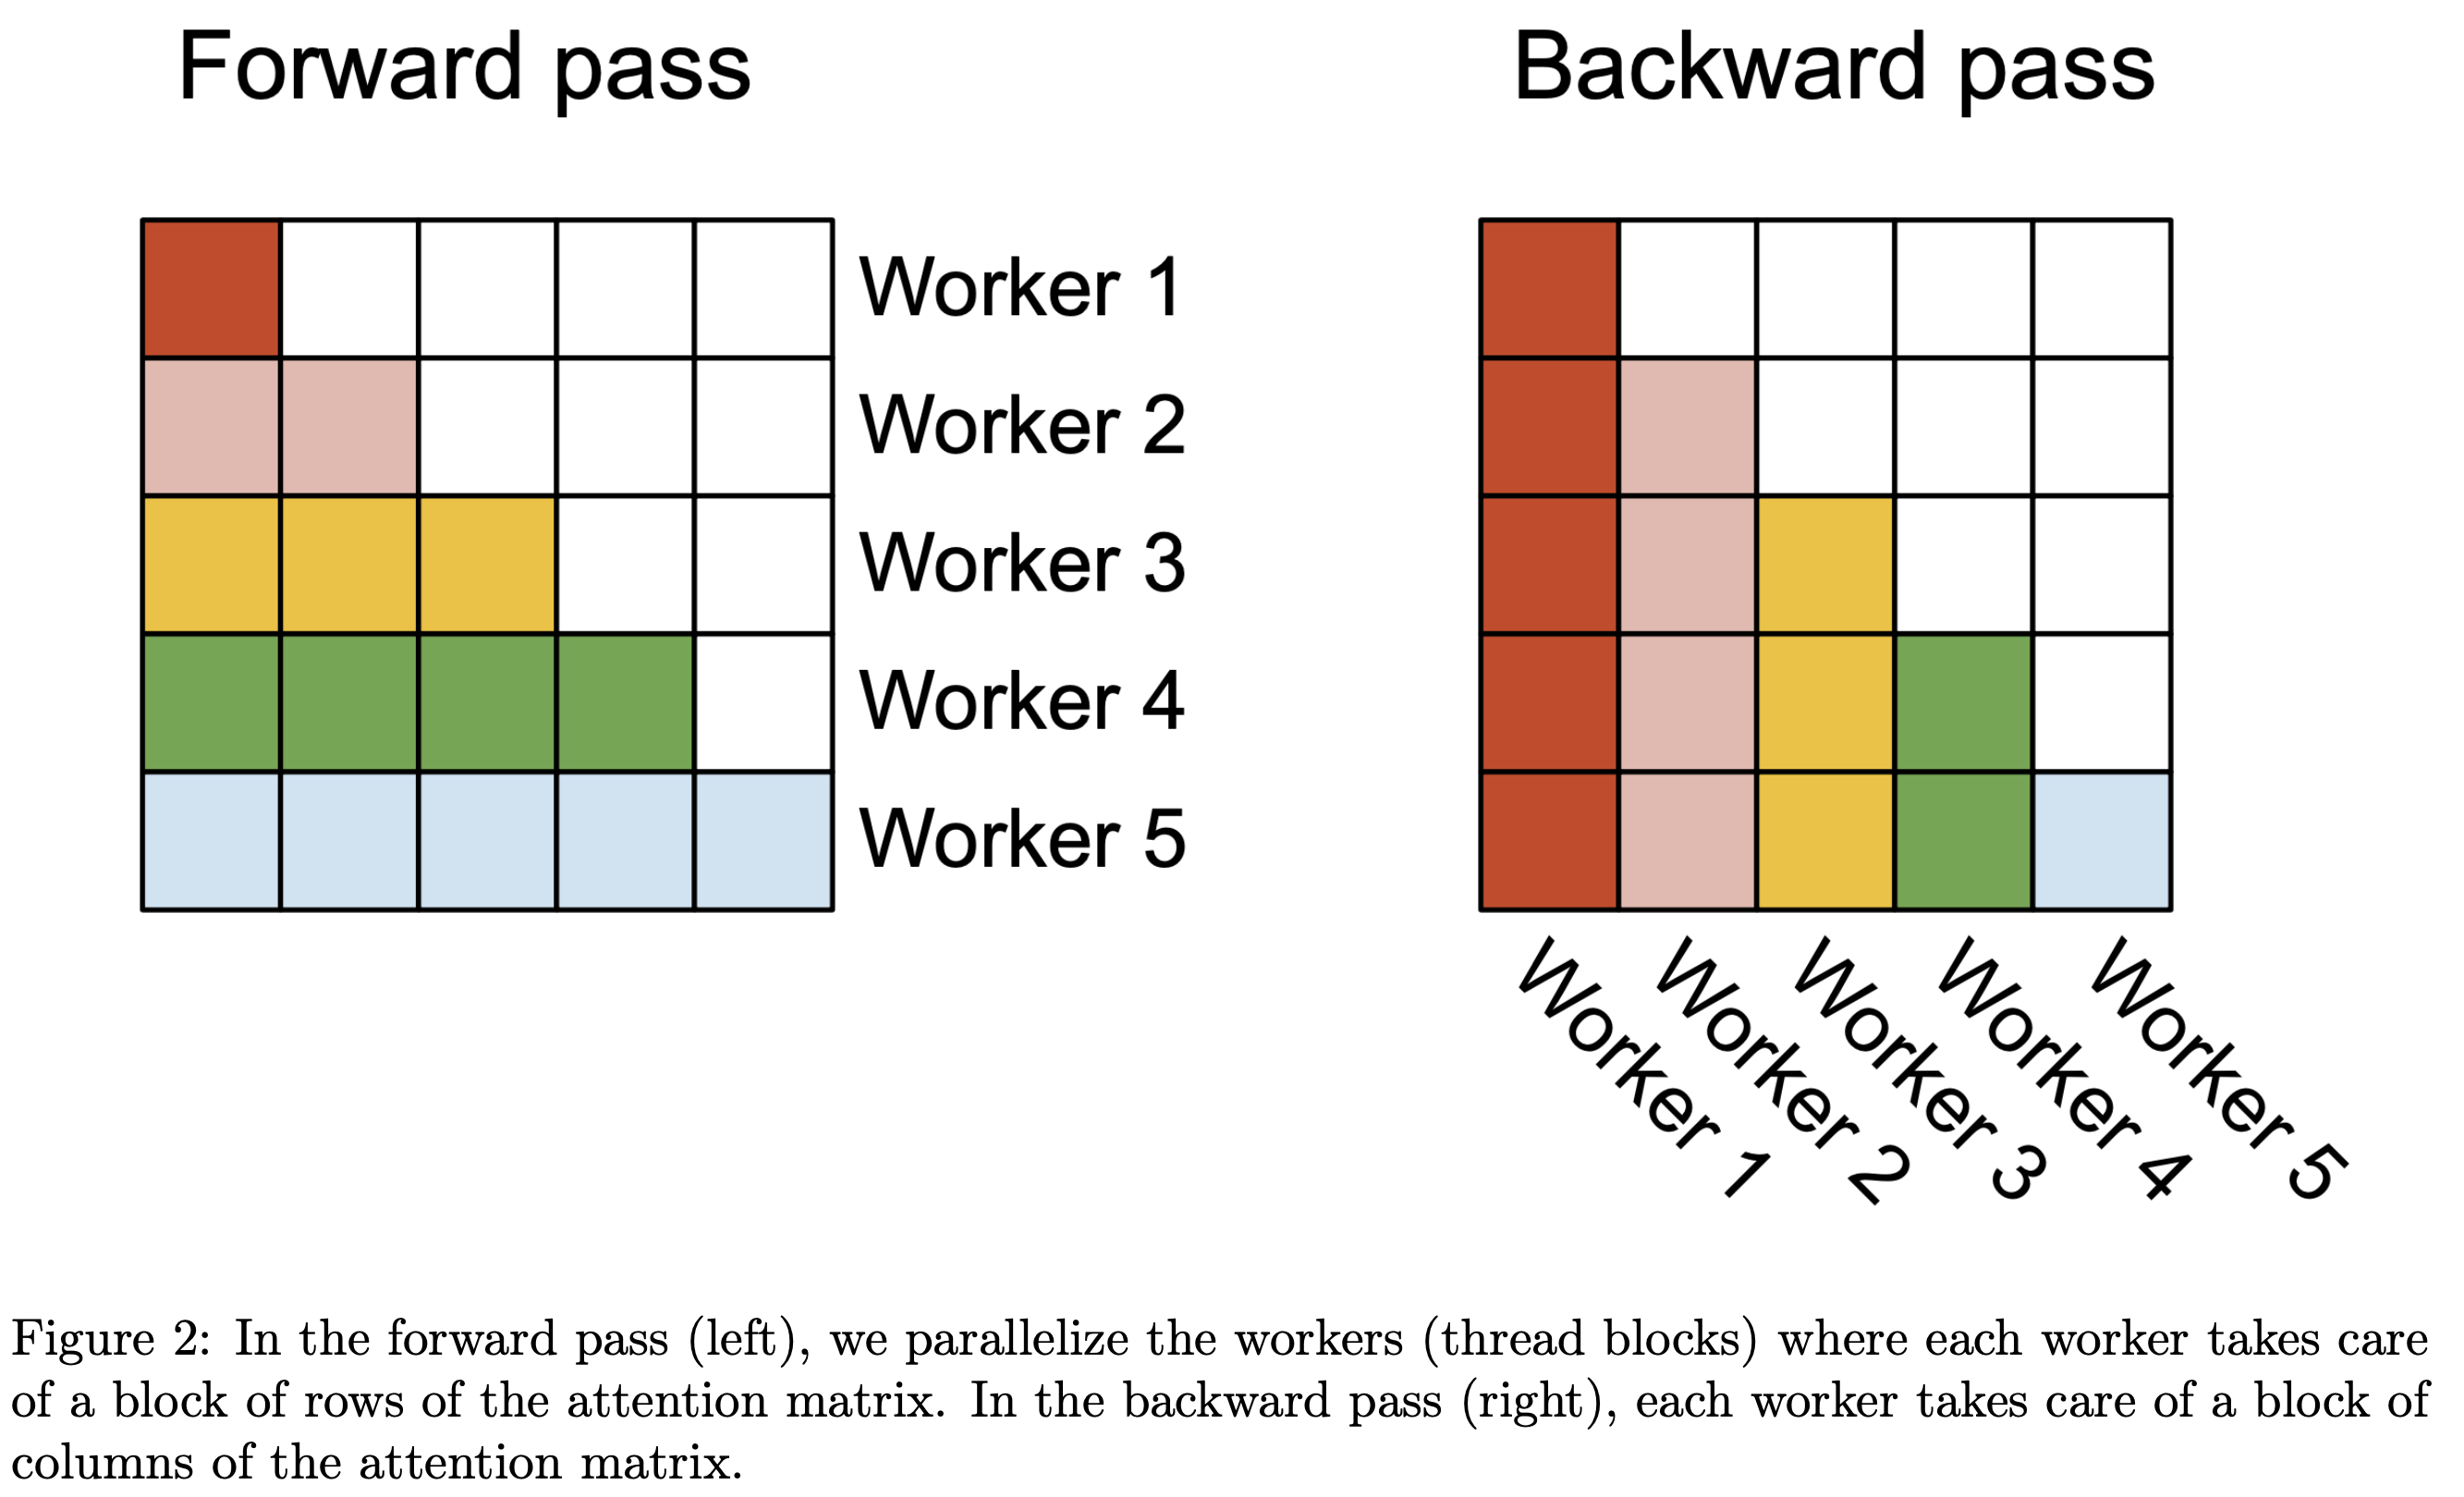 Forward pass
Backward pass
Worker 1
Worker 2
Worker 3
Worker 4
Worker 5
Worker 1
Worker 2
Worker 3
Worker 4
Worker 5
Figure 2: In the forward pass (left), we parallelize the workers (thread blocks) where each worker takes care
of a block of rows of the attention matrix. In the backward pass (right), each worker takes care of a block of
columns of the attention matrix.